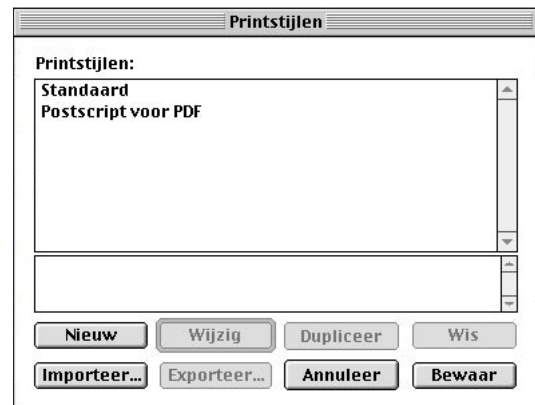 Printstijlen
Printstijlen:
Standaard
Postscript voor PDF
Nieuw Wijzig Dupliceer Wis
Importeer... Exporteer... Annuleer Bewaar